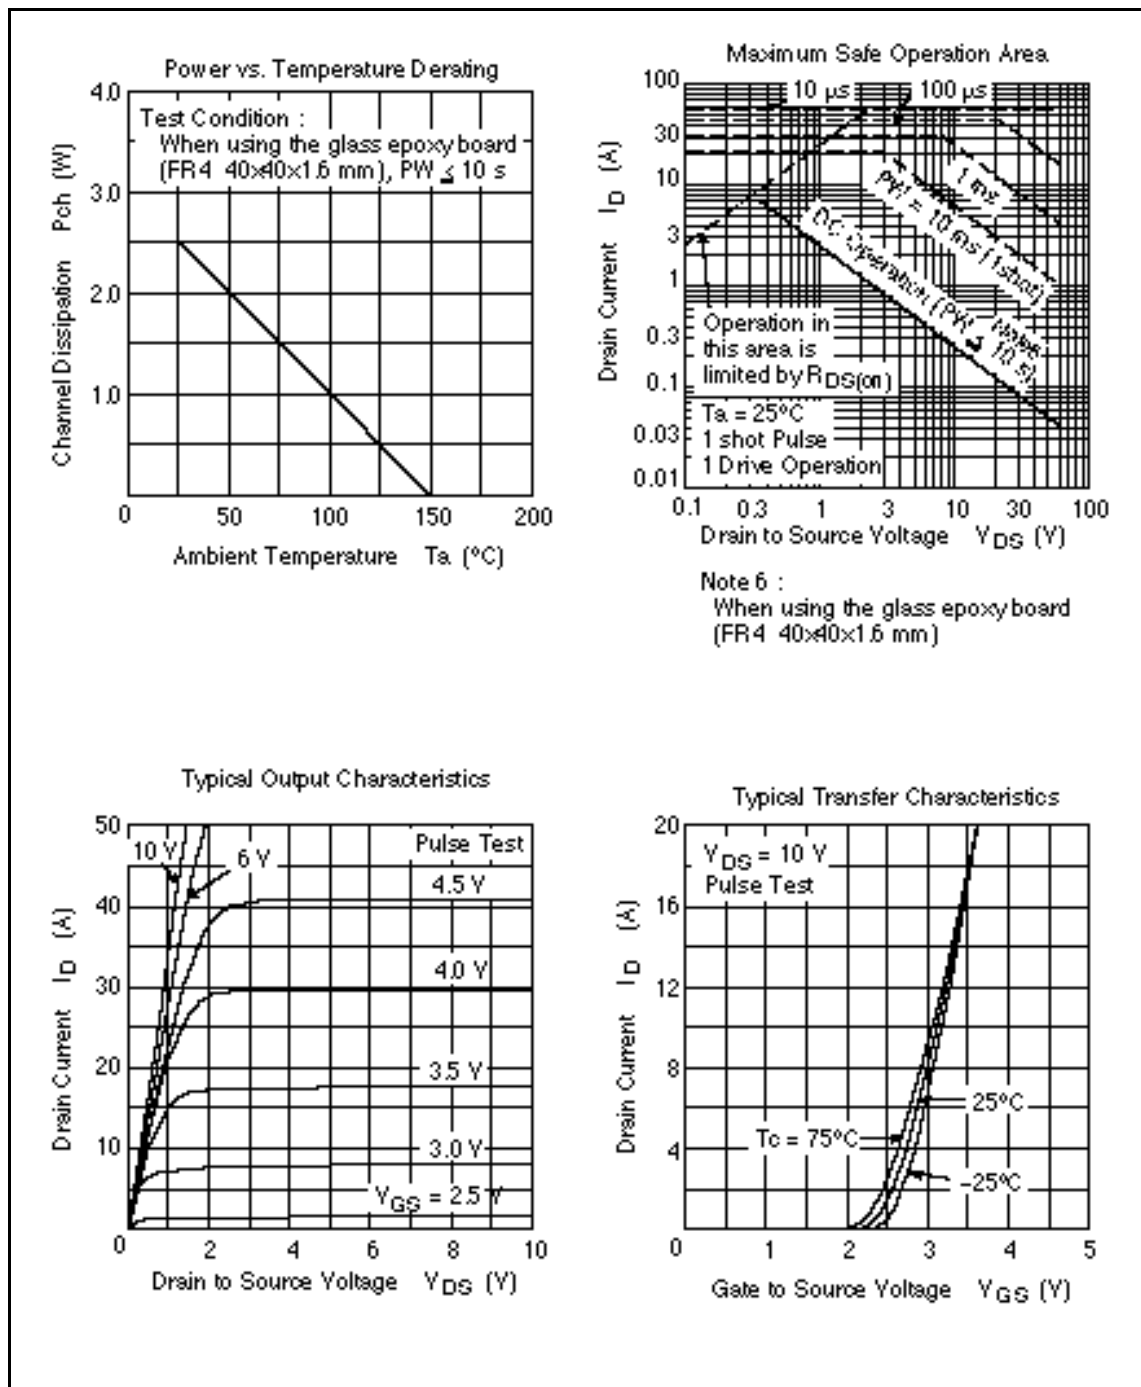 Power vs. Temperature Derating
4.0
3.0
2.0
1.0
0
50
100
150
200
Channel Dissipation Pch (W)
Ambient Temperature Ta (°C)
Test Condition :
When using the glass epoxy board
(FR4 40x40x1.6 mm), PW ≤ 10 s
Maximum Safe Operation Area
100
30
10
3
1
0.3
0.1
0.03
0.01
0.1
0.3
1
3
10
30
100
Drain Current ID (A)
Drain to Source Voltage VDS (V)
10 µs
100 µs
1 ms
PW = 10 ms (1shot)
DC Operation (PW ≤ 10 s)
Operation in
this area is
limited by RDS(on)
Ta = 25°C
1 shot Pulse
1 Drive Operation
Note 6 :
When using the glass epoxy board
(FR4 40x40x1.6 mm)
Typical Output Characteristics
50
40
30
20
10
0
2
4
6
8
10
Drain Current ID (A)
Drain to Source Voltage VDS (V)
10 V
6 V
Pulse Test
4.5 V
4.0 V
3.5 V
3.0 V
VGS = 2.5 V
Typical Transfer Characteristics
20
16
12
8
4
0
1
2
3
4
5
Drain Current ID (A)
Gate to Source Voltage VGS (V)
VDS = 10 V
Pulse Test
25°C
Tc = 75°C
−25°C